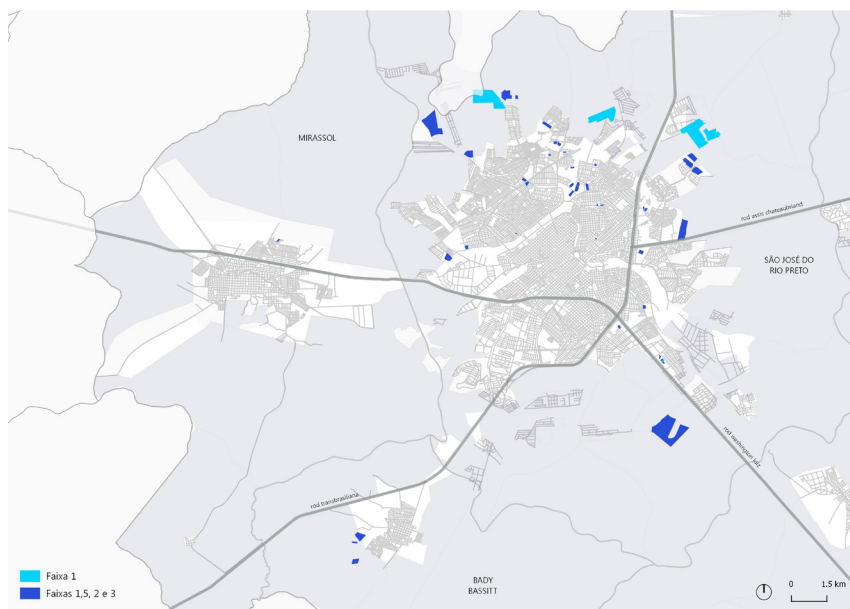 MIRASSOL
rod assis chateaubriand
SÃO JOSÉ DO
RIO PRETO
rod washington luiz
rod transbrasiliana
BADY
BASSITT
Faixa 1
Faixas 1,5, 2 e 3
0 1.5 km